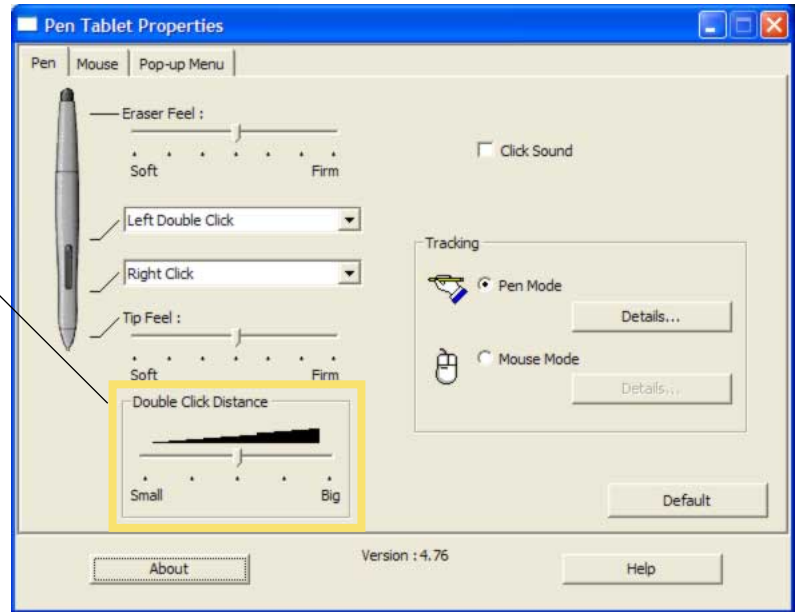 Pen Tablet Properties
Pen Mouse Pop-up Menu
Eraser Feel :
Soft Firm
Click Sound
Left Double Click
Right Click
Tracking
Pen Mode
Details...
Tip Feel :
Soft Firm
Mouse Mode
Details...
Double Click Distance
Small Big
Default
About
Version : 4.76
Help